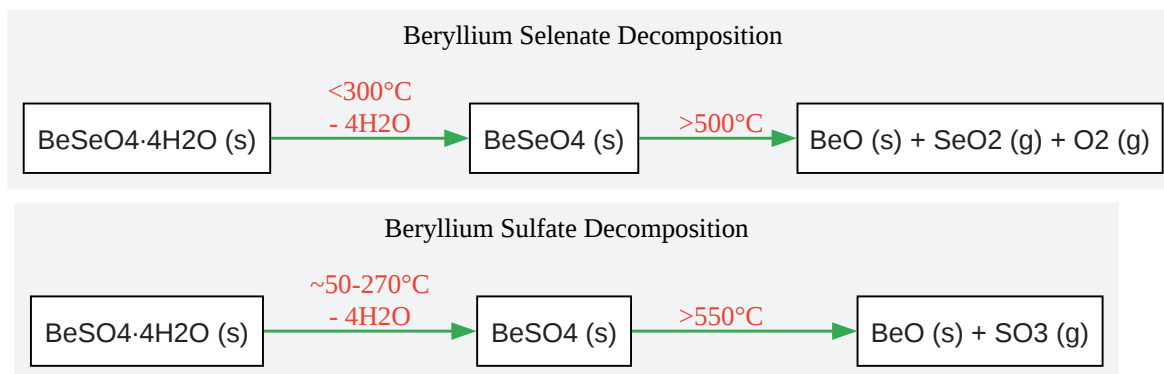 Beryllium Selenate Decomposition
<300°C
- 4H2O
BeSeO4·4H2O (s)
BeSeO4 (s)
>500°C
BeO (s) + SeO2 (g) + O2 (g)
Beryllium Sulfate Decomposition
~50-270°C
- 4H2O
BeSO4·4H2O (s)
BeSO4 (s)
>550°C
BeO (s) + SO3 (g)